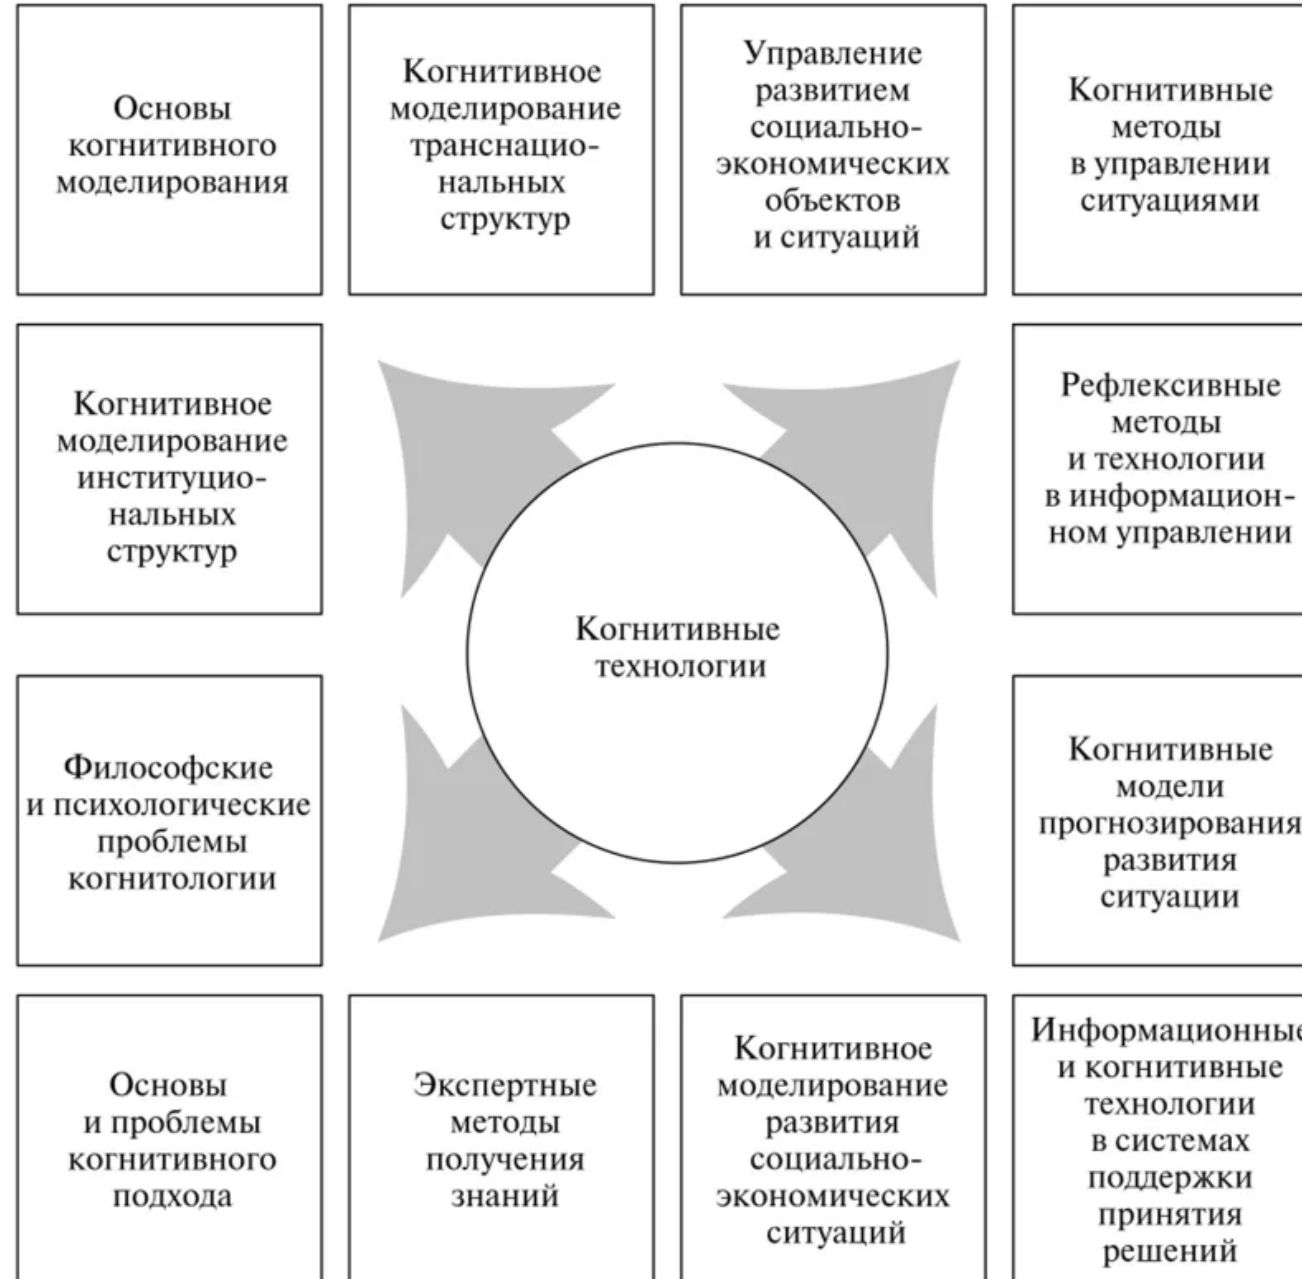 Основы
когнитивного
моделирования
Когнитивное
моделирование
транснацио-
нальных
структур
Управление
развитием
социально-
экономических
объектов
и ситуаций
Когнитивные
методы
в управлении
ситуациями
Когнитивное
моделирование
институцио-
нальных
структур
Рефлексивные
методы
и технологии
в информацион-
ном управлении
Когнитивные
технологии
Философские
и психологические
проблемы
когнитологии
Когнитивные
модели
прогнозирования
развития
ситуации
Основы
и проблемы
когнитивного
подхода
Экспертные
методы
получения
знаний
Когнитивное
моделирование
развития
социально-
экономических
ситуаций
Информационные
и когнитивные
технологии
в системах
поддержки
принятия
решений